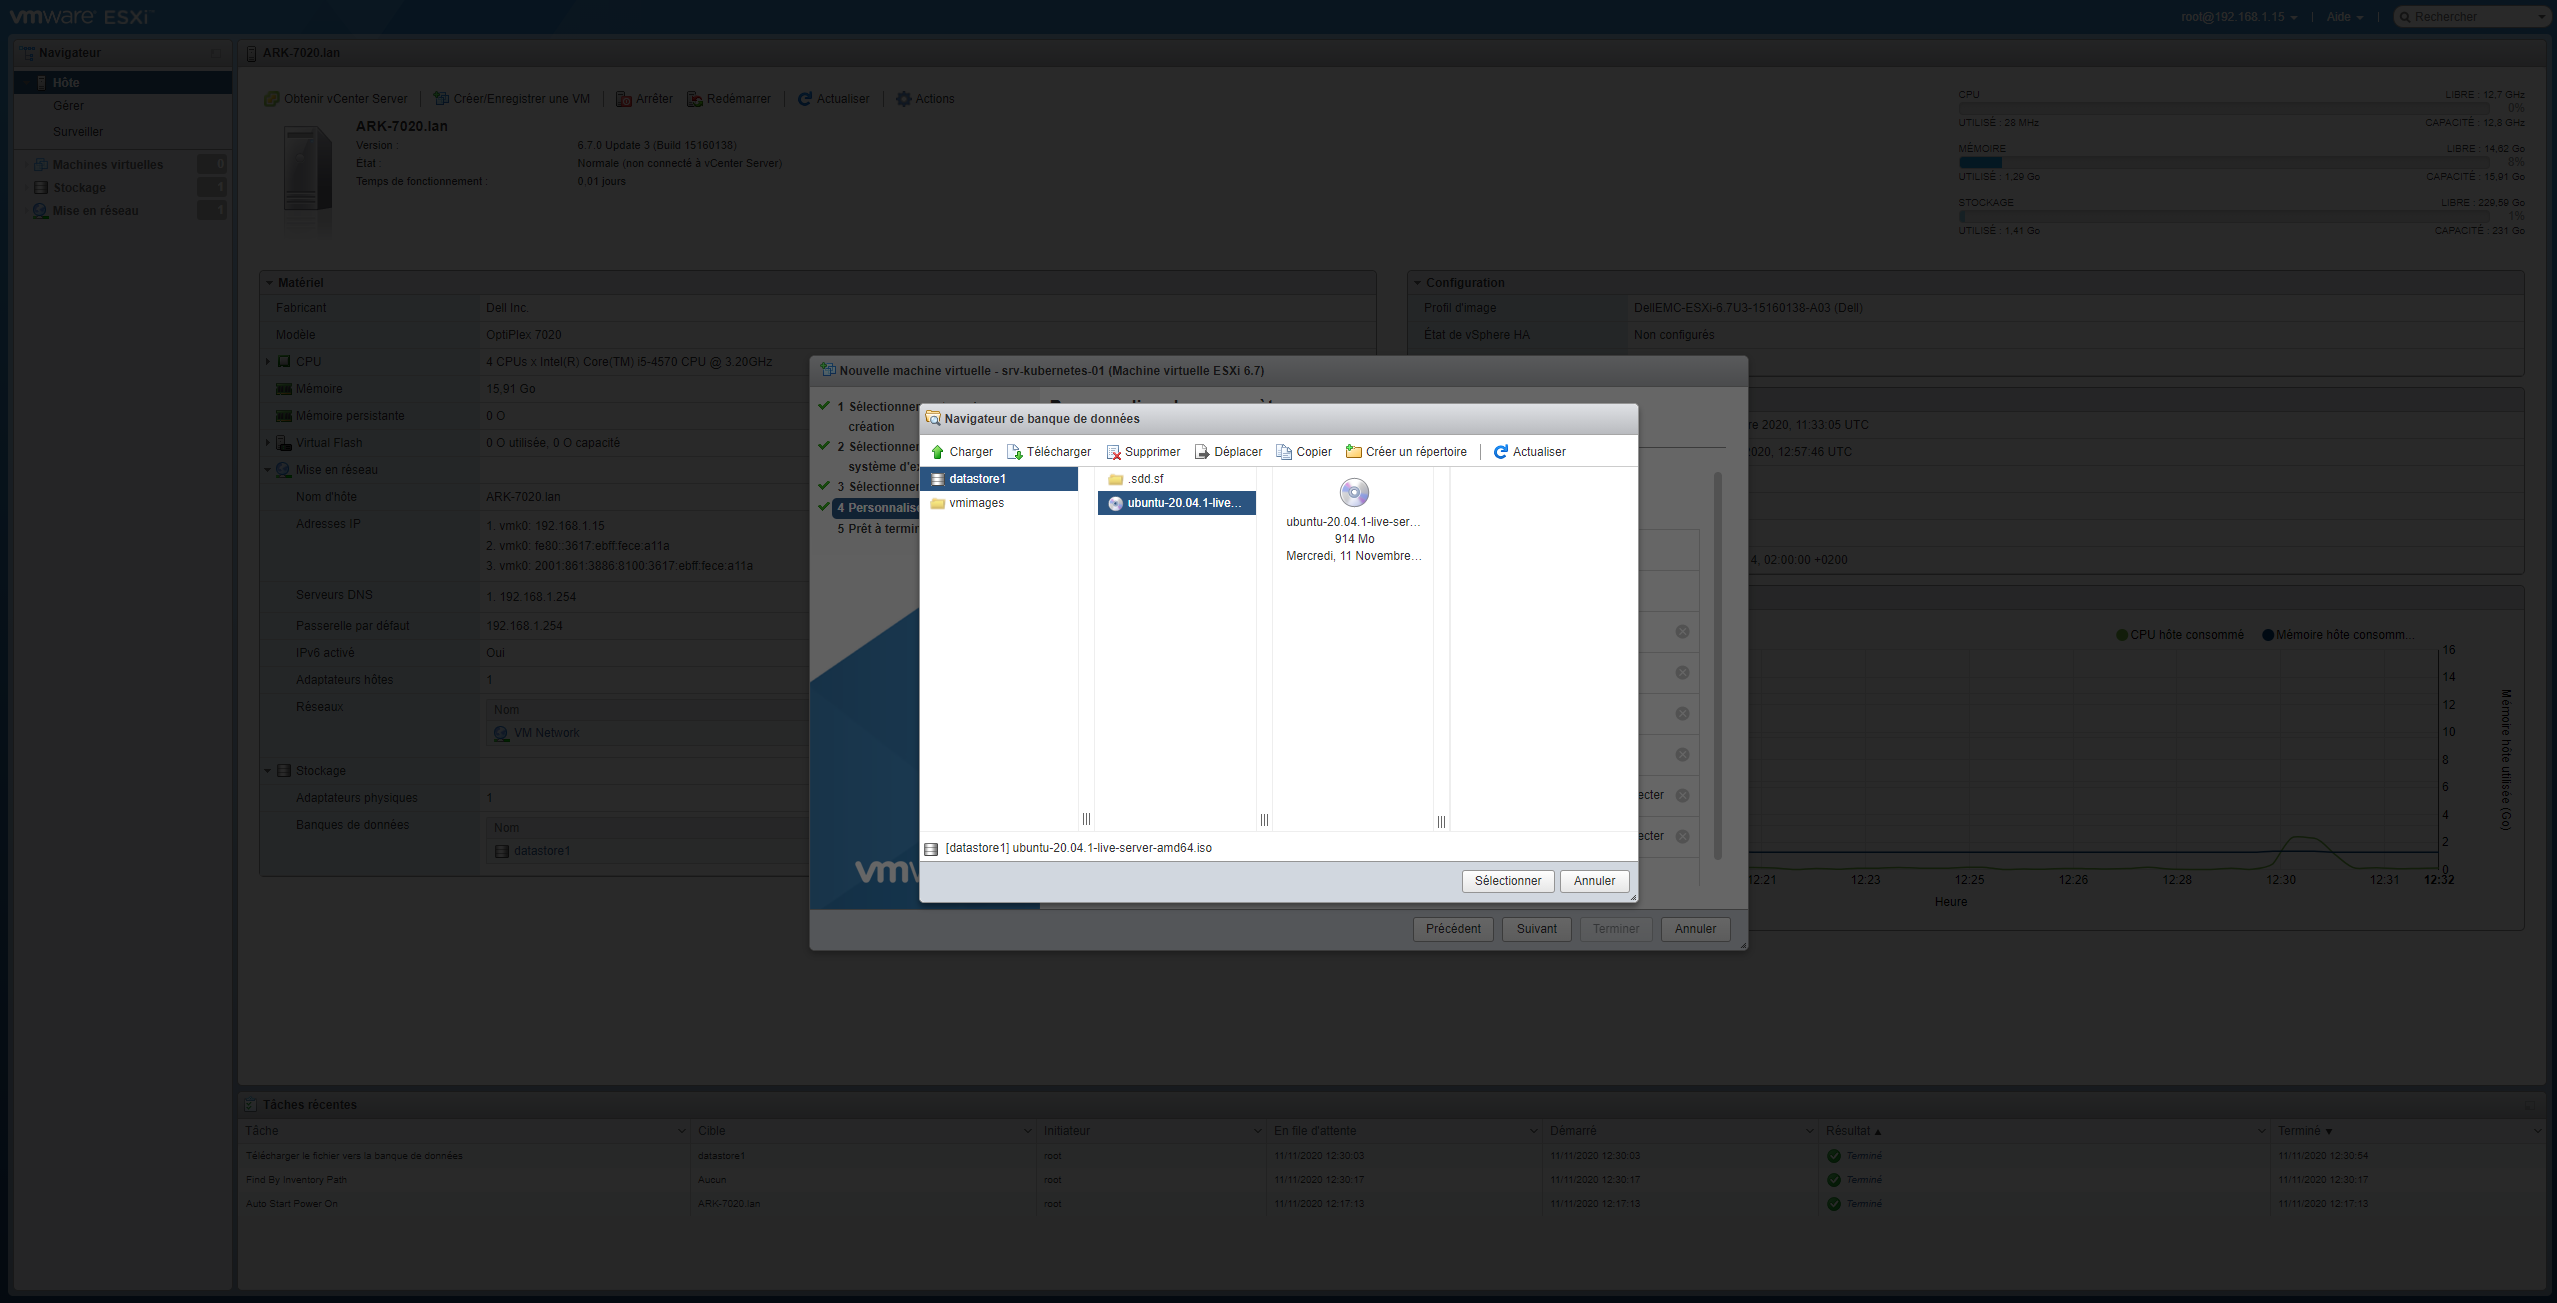 vmware ESXi
root@192.168.1.15
Aide
Rechercher
Navigateur
Hôte
Gérer
Surveiller
Machines virtuelles 0
Stockage 1
Mise en réseau 1
ARK-7020.lan
Obtenir vCenter Server
Créer/Enregistrer une VM
Arrêter
Redémarrer
Actualiser
Actions
ARK-7020.lan
Version : 6.7.0 Update 3 (Build 15160138)
État : Normale (non connecté à vCenter Server)
Temps de fonctionnement : 0,01 jours
CPU LIBRE : 12,7 GHz
0%
UTILISÉ : 28 MHz CAPACITÉ : 12,8 GHz
MÉMOIRE LIBRE : 14,62 Go
8%
UTILISÉ : 1,29 Go CAPACITÉ : 15,91 Go
STOCKAGE LIBRE : 229,59 Go
1%
UTILISÉ : 1,41 Go CAPACITÉ : 231 Go
Matériel
Fabricant Dell Inc.
Modèle OptiPlex 7020
CPU 4 CPUs x Intel(R) Core(TM) i5-4570 CPU @ 3.20GHz
Mémoire 15,91 Go
Mémoire persistante 0 O
Virtual Flash 0 O utilisée, 0 O capacité
Mise en réseau
Nom d'hôte ARK-7020.lan
Adresses IP 1. vmk0: 192.168.1.15
2. vmk0: fe80::3617:ebff:fece:a11a
3. vmk0: 2001:861:3886:8100:3617:ebff:fece:a11a
Serveurs DNS 1. 192.168.1.254
Passerelle par défaut 192.168.1.254
IPv6 activé Oui
Adaptateurs hôtes 1
Réseaux Nom
VM Network
Stockage
Adaptateurs physiques 1
Banques de données Nom
datastore1
Configuration
Profil d'image DellEMC-ESXi-6.7U3-15160138-A03 (Dell)
État de vSphere HA Non configurés
re 2020, 11:33:05 UTC
2020, 12:57:46 UTC
4, 02:00:00 +0200
CPU hôte consommé
Mémoire hôte consomm...
16
14
12
10
8
6
4
2
0
Mémoire hôte utilisée (Go)
12:21 12:23 12:25 12:26 12:28 12:30 12:31 12:32
Heure
Nouvelle machine virtuelle - srv-kubernetes-01 (Machine virtuelle ESXi 6.7)
1 Sélectionner
création
2 Sélectionner
système d'e
3 Sélectionner
4 Personnalise
5 Prêt à termin
ecter
ecter
vmw
Précédent
Suivant
Terminer
Annuler
Navigateur de banque de données
Charger
Télécharger
Supprimer
Déplacer
Copier
Créer un répertoire
Actualiser
datastore1
vmimages
.sdd.sf
ubuntu-20.04.1-live...
ubuntu-20.04.1-live-ser...
914 Mo
Mercredi, 11 Novembre...
[datastore1] ubuntu-20.04.1-live-server-amd64.iso
Sélectionner
Annuler
Tâches récentes
Tâche Cible Initiateur En file d'attente Démarré Résultat Terminé
Télécharger le fichier vers la banque de données datastore1 root 11/11/2020 12:30:03 11/11/2020 12:30:03 Terminé 11/11/2020 12:30:54
Find By Inventory Path Aucun root 11/11/2020 12:30:17 11/11/2020 12:30:17 Terminé 11/11/2020 12:30:17
Auto Start Power On ARK-7020.lan root 11/11/2020 12:17:13 11/11/2020 12:17:13 Terminé 11/11/2020 12:17:13